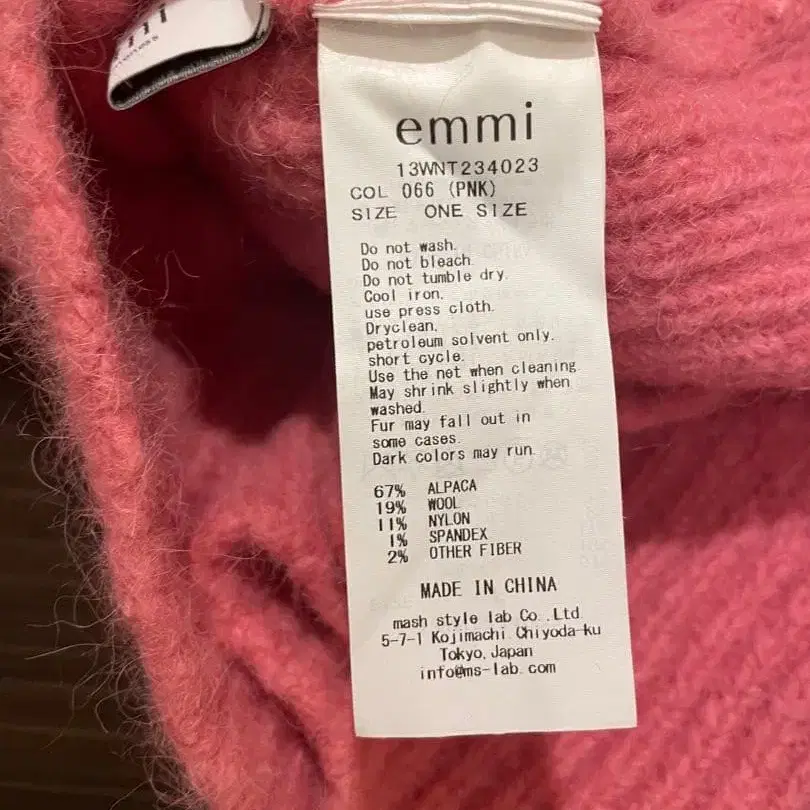 emmi
13WNT234023
COL 066 (PNK)
SIZE ONE SIZE
Do not wash.
Do not bleach.
Do not tumble dry.
Cool iron.
use press cloth.
Dryclean.
petroleum solvent only.
short cycle.
Use the net when cleaning
May shrink slightly when
washed.
Fur may fall out in
some cases.
Dark colors may run.
67% ALPACA
19% WOOL
11% NYLON
1% SPANDEX
2% OTHER FIBER
MADE IN CHINA
mash style lab Co.,Ltd.
5-7-1 Kojimachi Chiyoda-ku
Tokyo, Japan
info@ms-lab.com